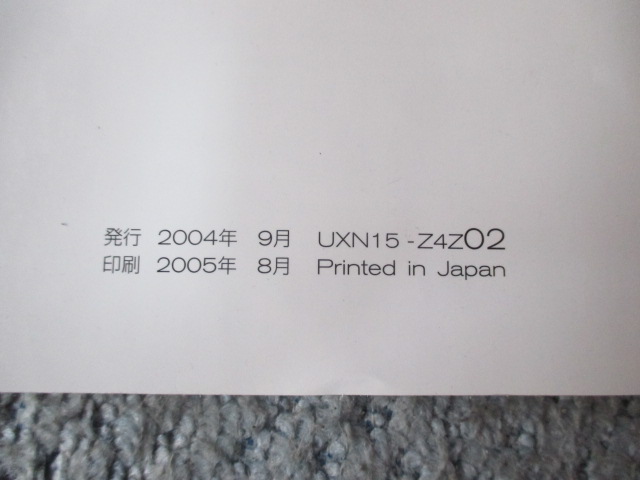 発行 2004年 9月 UXN15-Z4Z02
印刷 2005年 8月 Printed in Japan